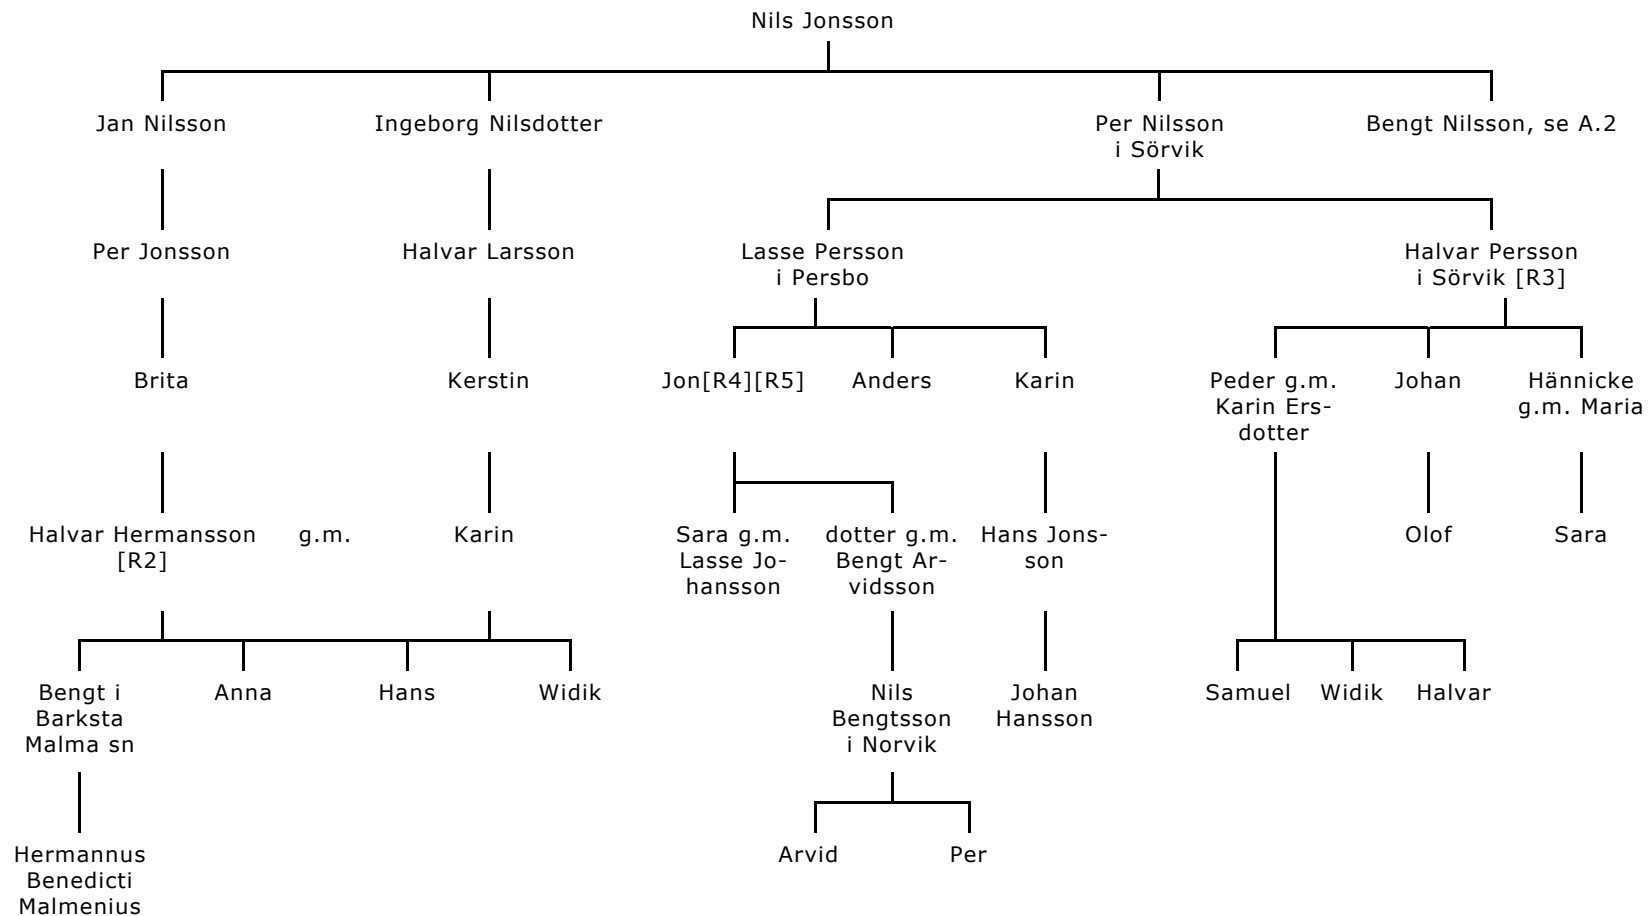 Nils Jonsson
Jan Nilsson
Ingeborg Nilsdotter
Per Nilsson
i Sörvik
Bengt Nilsson, se A.2
Per Jonsson
Halvar Larsson
Lasse Persson
i Persbo
Halvar Persson
i Sörvik [R3]
Brita
Kerstin
Jon[R4][R5]
Anders
Karin
Peder g.m.
Karin Ers-
dotter
Johan
Hännicke
g.m. Maria
Halvar Hermansson
[R2]
g.m.
Karin
Sara g.m.
Lasse Jo-
hansson
dotter g.m.
Bengt Ar-
vidsson
Hans Jons-
son
Olof
Sara
Bengt i
Barksta
Malma sn
Anna
Hans
Widik
Nils
Bengtsson
i Norvik
Johan
Hansson
Samuel
Widik
Halvar
Hermannus
Benedicti
Malmenius
Arvid
Per